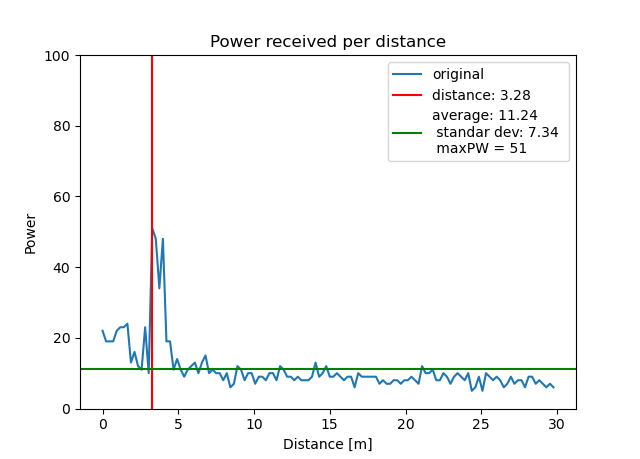 Power received per distance
100
80
60
40
20
0
Power
original
distance: 3.28
average: 11.24
standar dev: 7.34
maxPW = 51
0 5 10 15 20 25 30
Distance [m]